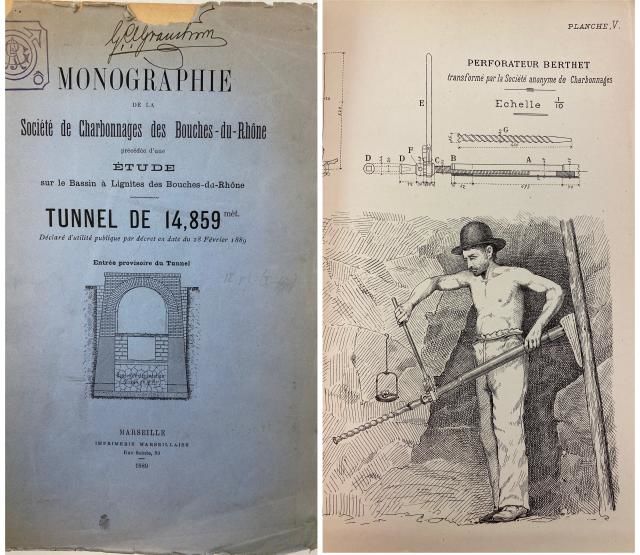 MONOGRAPHIE
DE LA
Société de Charbonnages des Bouches-du-Rhône
précédée d'une
ÉTUDE
sur le Bassin à Lignites des Bouches-du-Rhône
TUNNEL DE 14,859 mèt.
Déclaré d'utilité publique par décret en date du 28 Février 1889
Entrée provisoire du Tunnel
MARSEILLE
IMPRIMERIE MARSEILLAISE
Rue Sainte, 39
1889
PLANCHE, V.
PERFORATEUR BERTHET
transformé par la Société anonyme de Charbonnages
Echelle 1/10
E
G
F
D D C B A